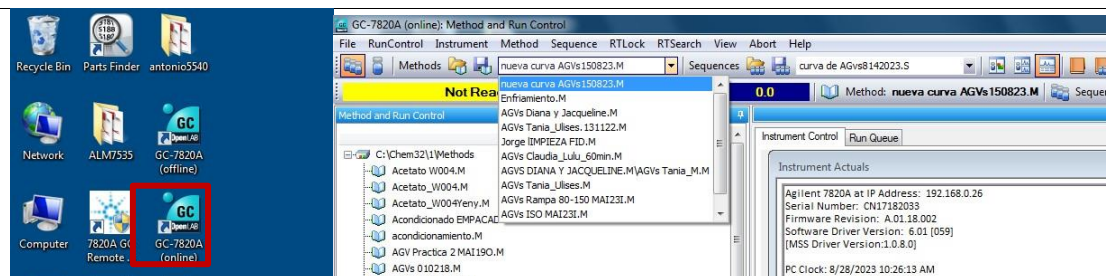 Recycle Bin
Parts Finder
antonio5540
Network
ALM7535
GC-7820A
(offline)
Computer
7820A GC
Remote
GC-7820A
(online)
GC
OpenLAB
GC
OpenLAB
GC-7820A (online): Method and Run Control
File RunControl Instrument Method Sequence RTLock RTSearch View Abort Help
Methods nueva curva AGVs150823.M Sequences curva de AGVs8142023.S
Not Rea 0.0 Method: nueva curva AGVs150823.M Sequen
nueva curva AGVs150823.M
Enfriamiento.M
AGVs Diana y Jacqueline.M
AGVs Tania_Ulises.131122.M
Jorge lIMPIEZA FID.M
AGVs Claudia_Lulu_60min.M
AGVS DIANA Y JACQUELINE.M\AGVs Tania_M.M
AGVs Tania_Ulises.M
AGVs Rampa 80-150 MAI23I.M
AGVs ISO MAI23I.M
Method and Run Control
C:\Chem32\1\Methods
Acetato W004.M
Acetato_W004.M
Acetato_W004Yeny.M
Acondicionado EMPACAD
acondicionamiento.M
AGV Practica 2 MAI19O.M
AGVs 010218.M
Instrument Control Run Queue
Instrument Actuals
Agilent 7820A at IP Address: 192.168.0.26
Serial Number: CN17182033
Firmware Revision: A.01.18.002
Software Driver Version: 6.01 [059]
[MSS Driver Version:1.0.8.0]
PC Clock: 8/28/2023 10:26:13 AM